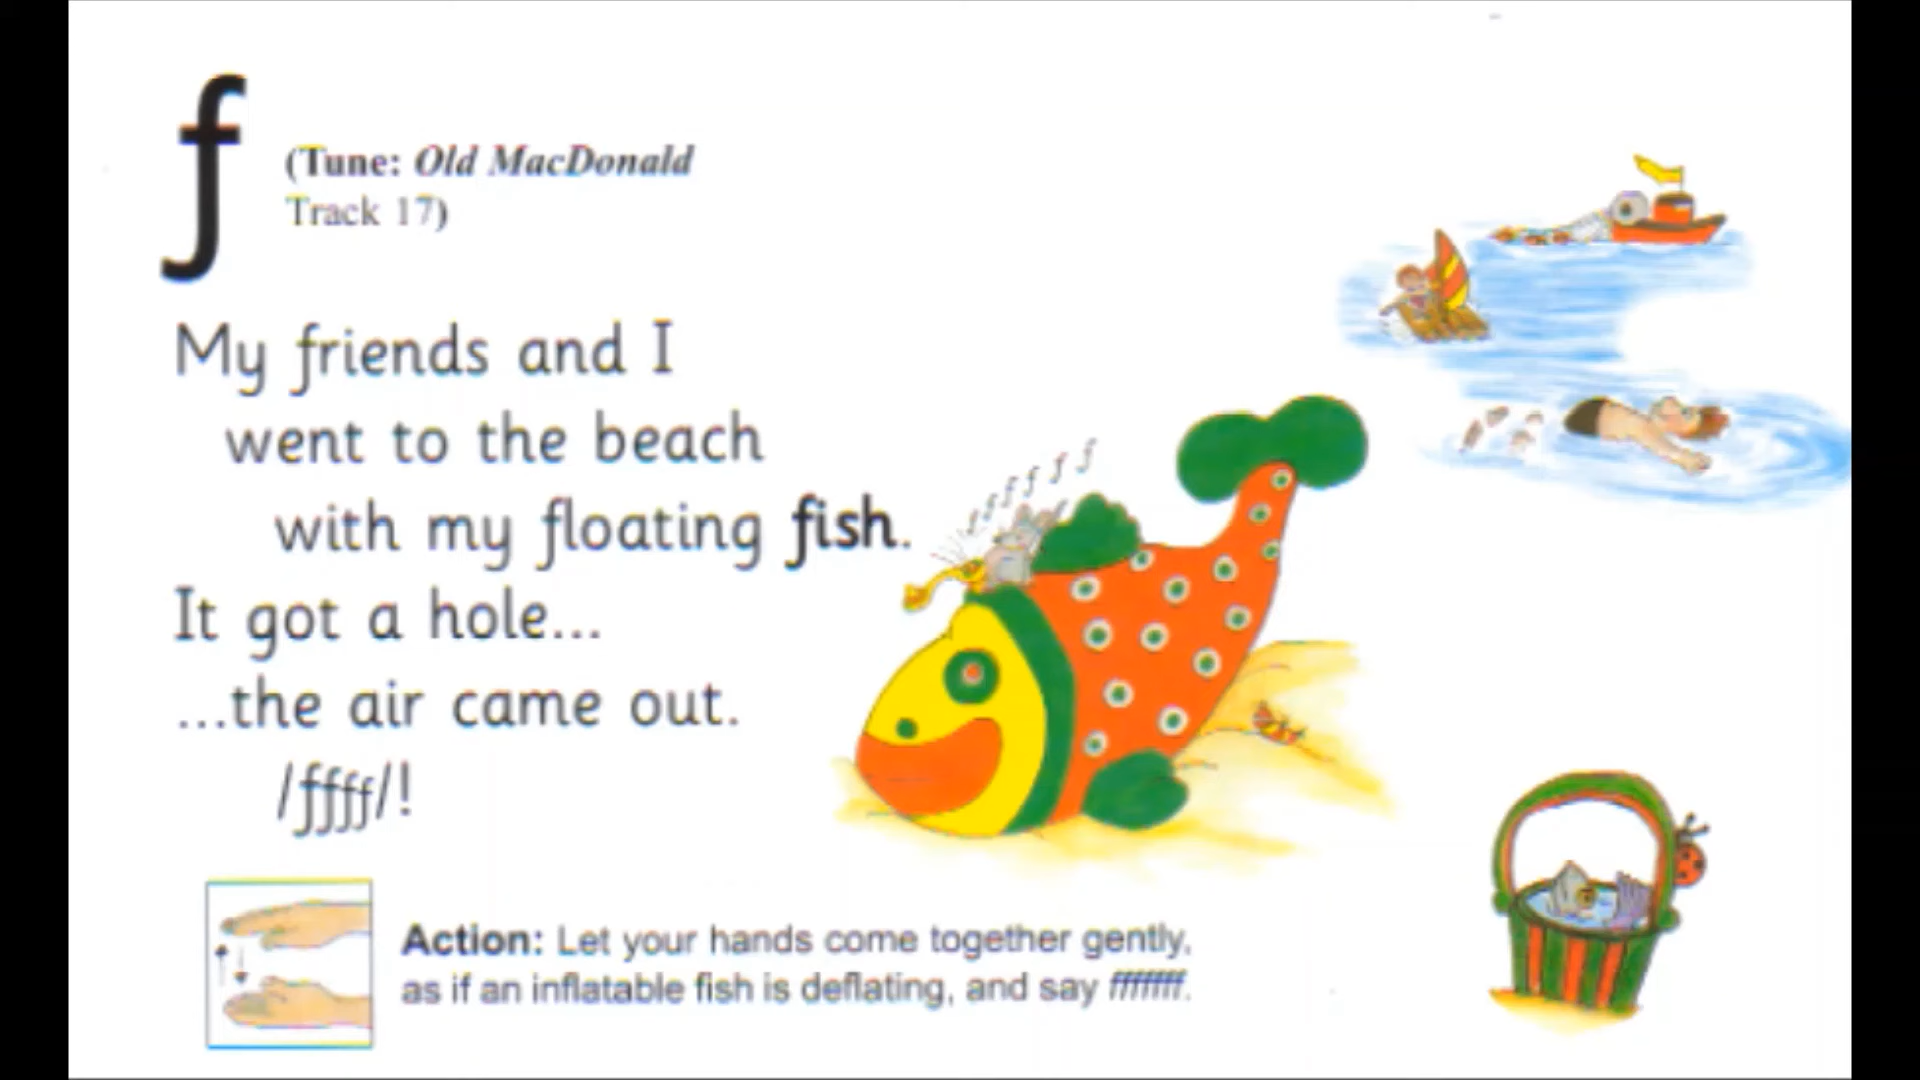 f
(Tune: Old MacDonald
Track 17)
My friends and I
went to the beach
with my floating fish.
It got a hole...
...the air came out.
/ffff/!
f f f f f f
Action: Let your hands come together gently,
as if an inflatable fish is deflating, and say ffffffff.